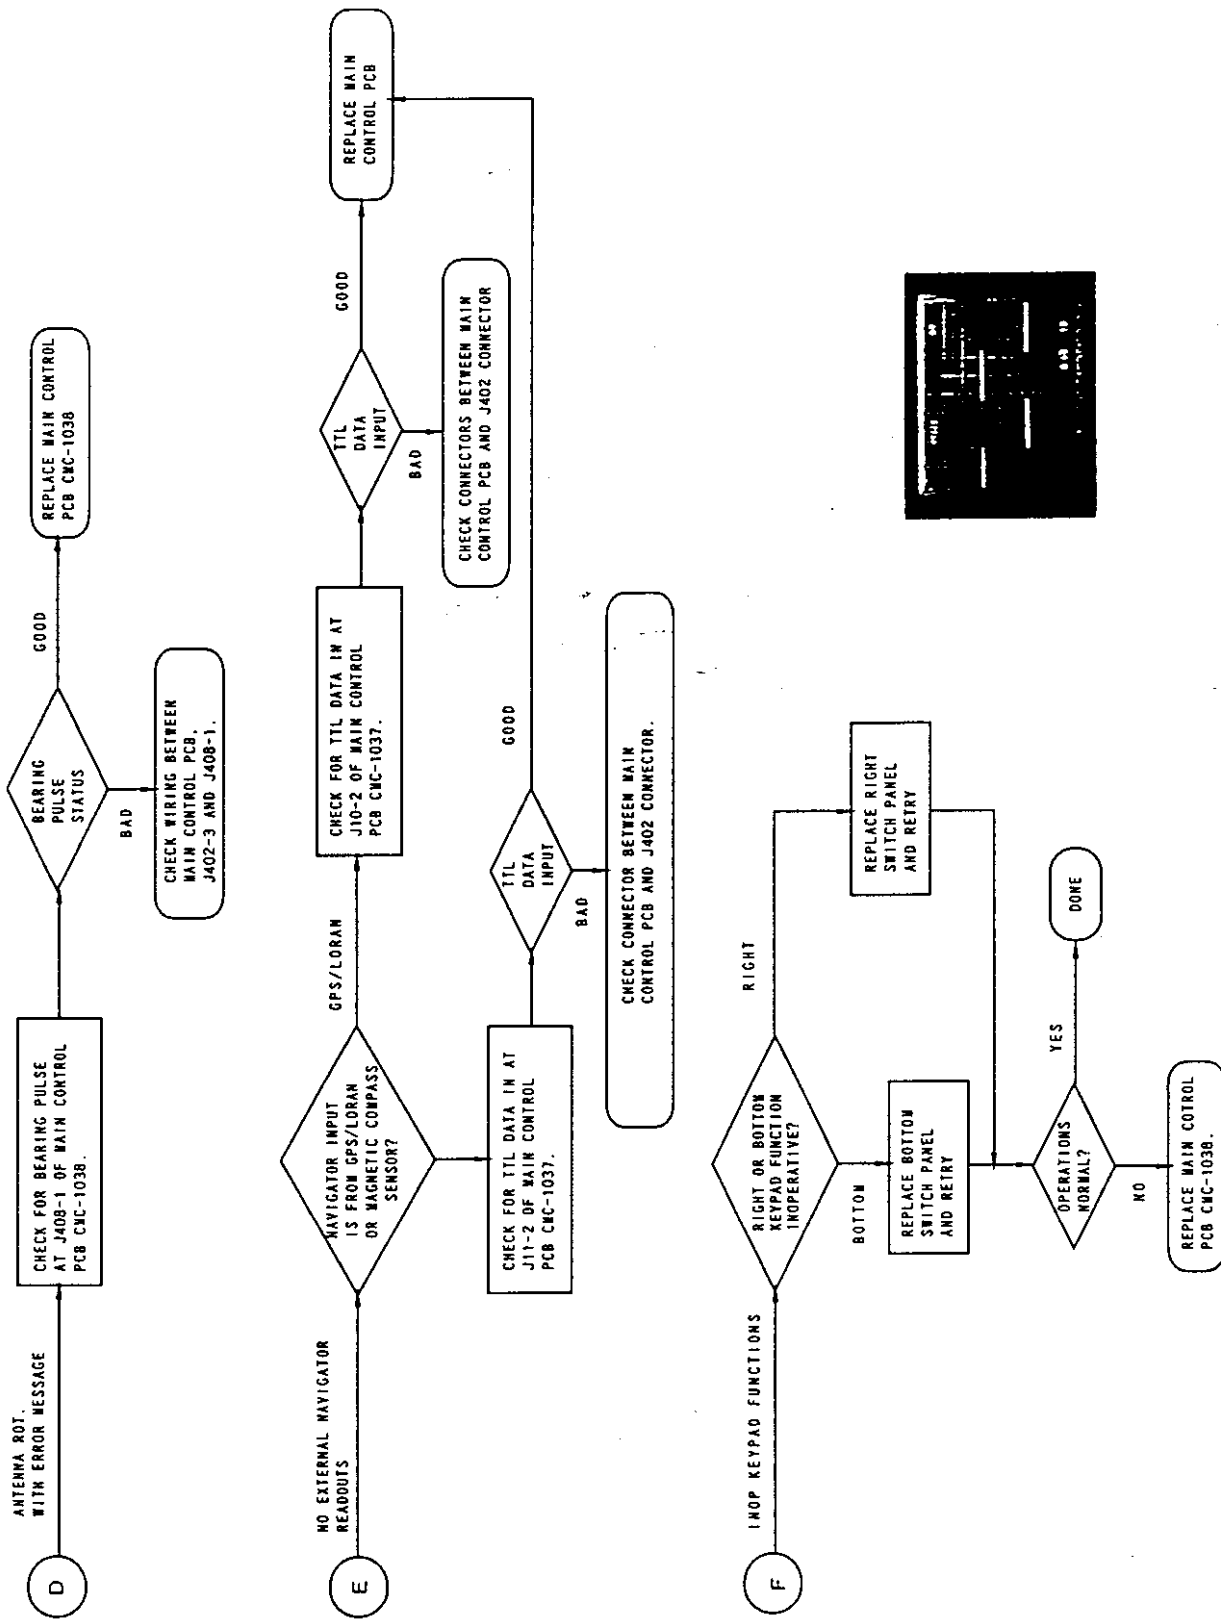 D
ANTENNA ROT.
WITH ERROR MESSAGE
CHECK FOR BEARING PULSE
AT J408-1 OF MAIN CONTROL
PCB CMC-1038.
BEARING
PULSE
STATUS
GOOD
REPLACE MAIN CONTROL
PCB CMC-1038
BAD
CHECK WIRING BETWEEN
MAIN CONTROL PCB,
J402-3 AND J408-1.
E
NO EXTERNAL NAVIGATOR
READOUTS
NAVIGATOR INPUT
IS FROM GPS/LORAN
OR MAGNETIC COMPASS
SENSOR?
GPS/LORAN
CHECK FOR TTL DATA IN AT
J10-2 OF MAIN CONTROL
PCB CMC-1037.
TTL
DATA
INPUT
GOOD
REPLACE MAIN
CONTROL PCB
BAD
CHECK CONNECTORS BETWEEN MAIN
CONTROL PCB AND J402 CONNECTOR
CHECK FOR TTL DATA IN AT
J11-2 OF MAIN CONTROL
PCB CMC-1037.
TTL
DATA
INPUT
GOOD
BAD
CHECK CONNECTOR BETWEEN MAIN
CONTROL PCB AND J402 CONNECTOR.
F
INOP KEYPAD FUNCTIONS
RIGHT OR BOTTOM
KEYPAD FUNCTION
INOPERATIVE?
RIGHT
REPLACE RIGHT
SWITCH PANEL
AND RETRY
BOTTOM
REPLACE BOTTOM
SWITCH PANEL
AND RETRY
OPERATIONS
NORMAL?
YES
DONE
NO
REPLACE MAIN COTROL
PCB CMC-1038.